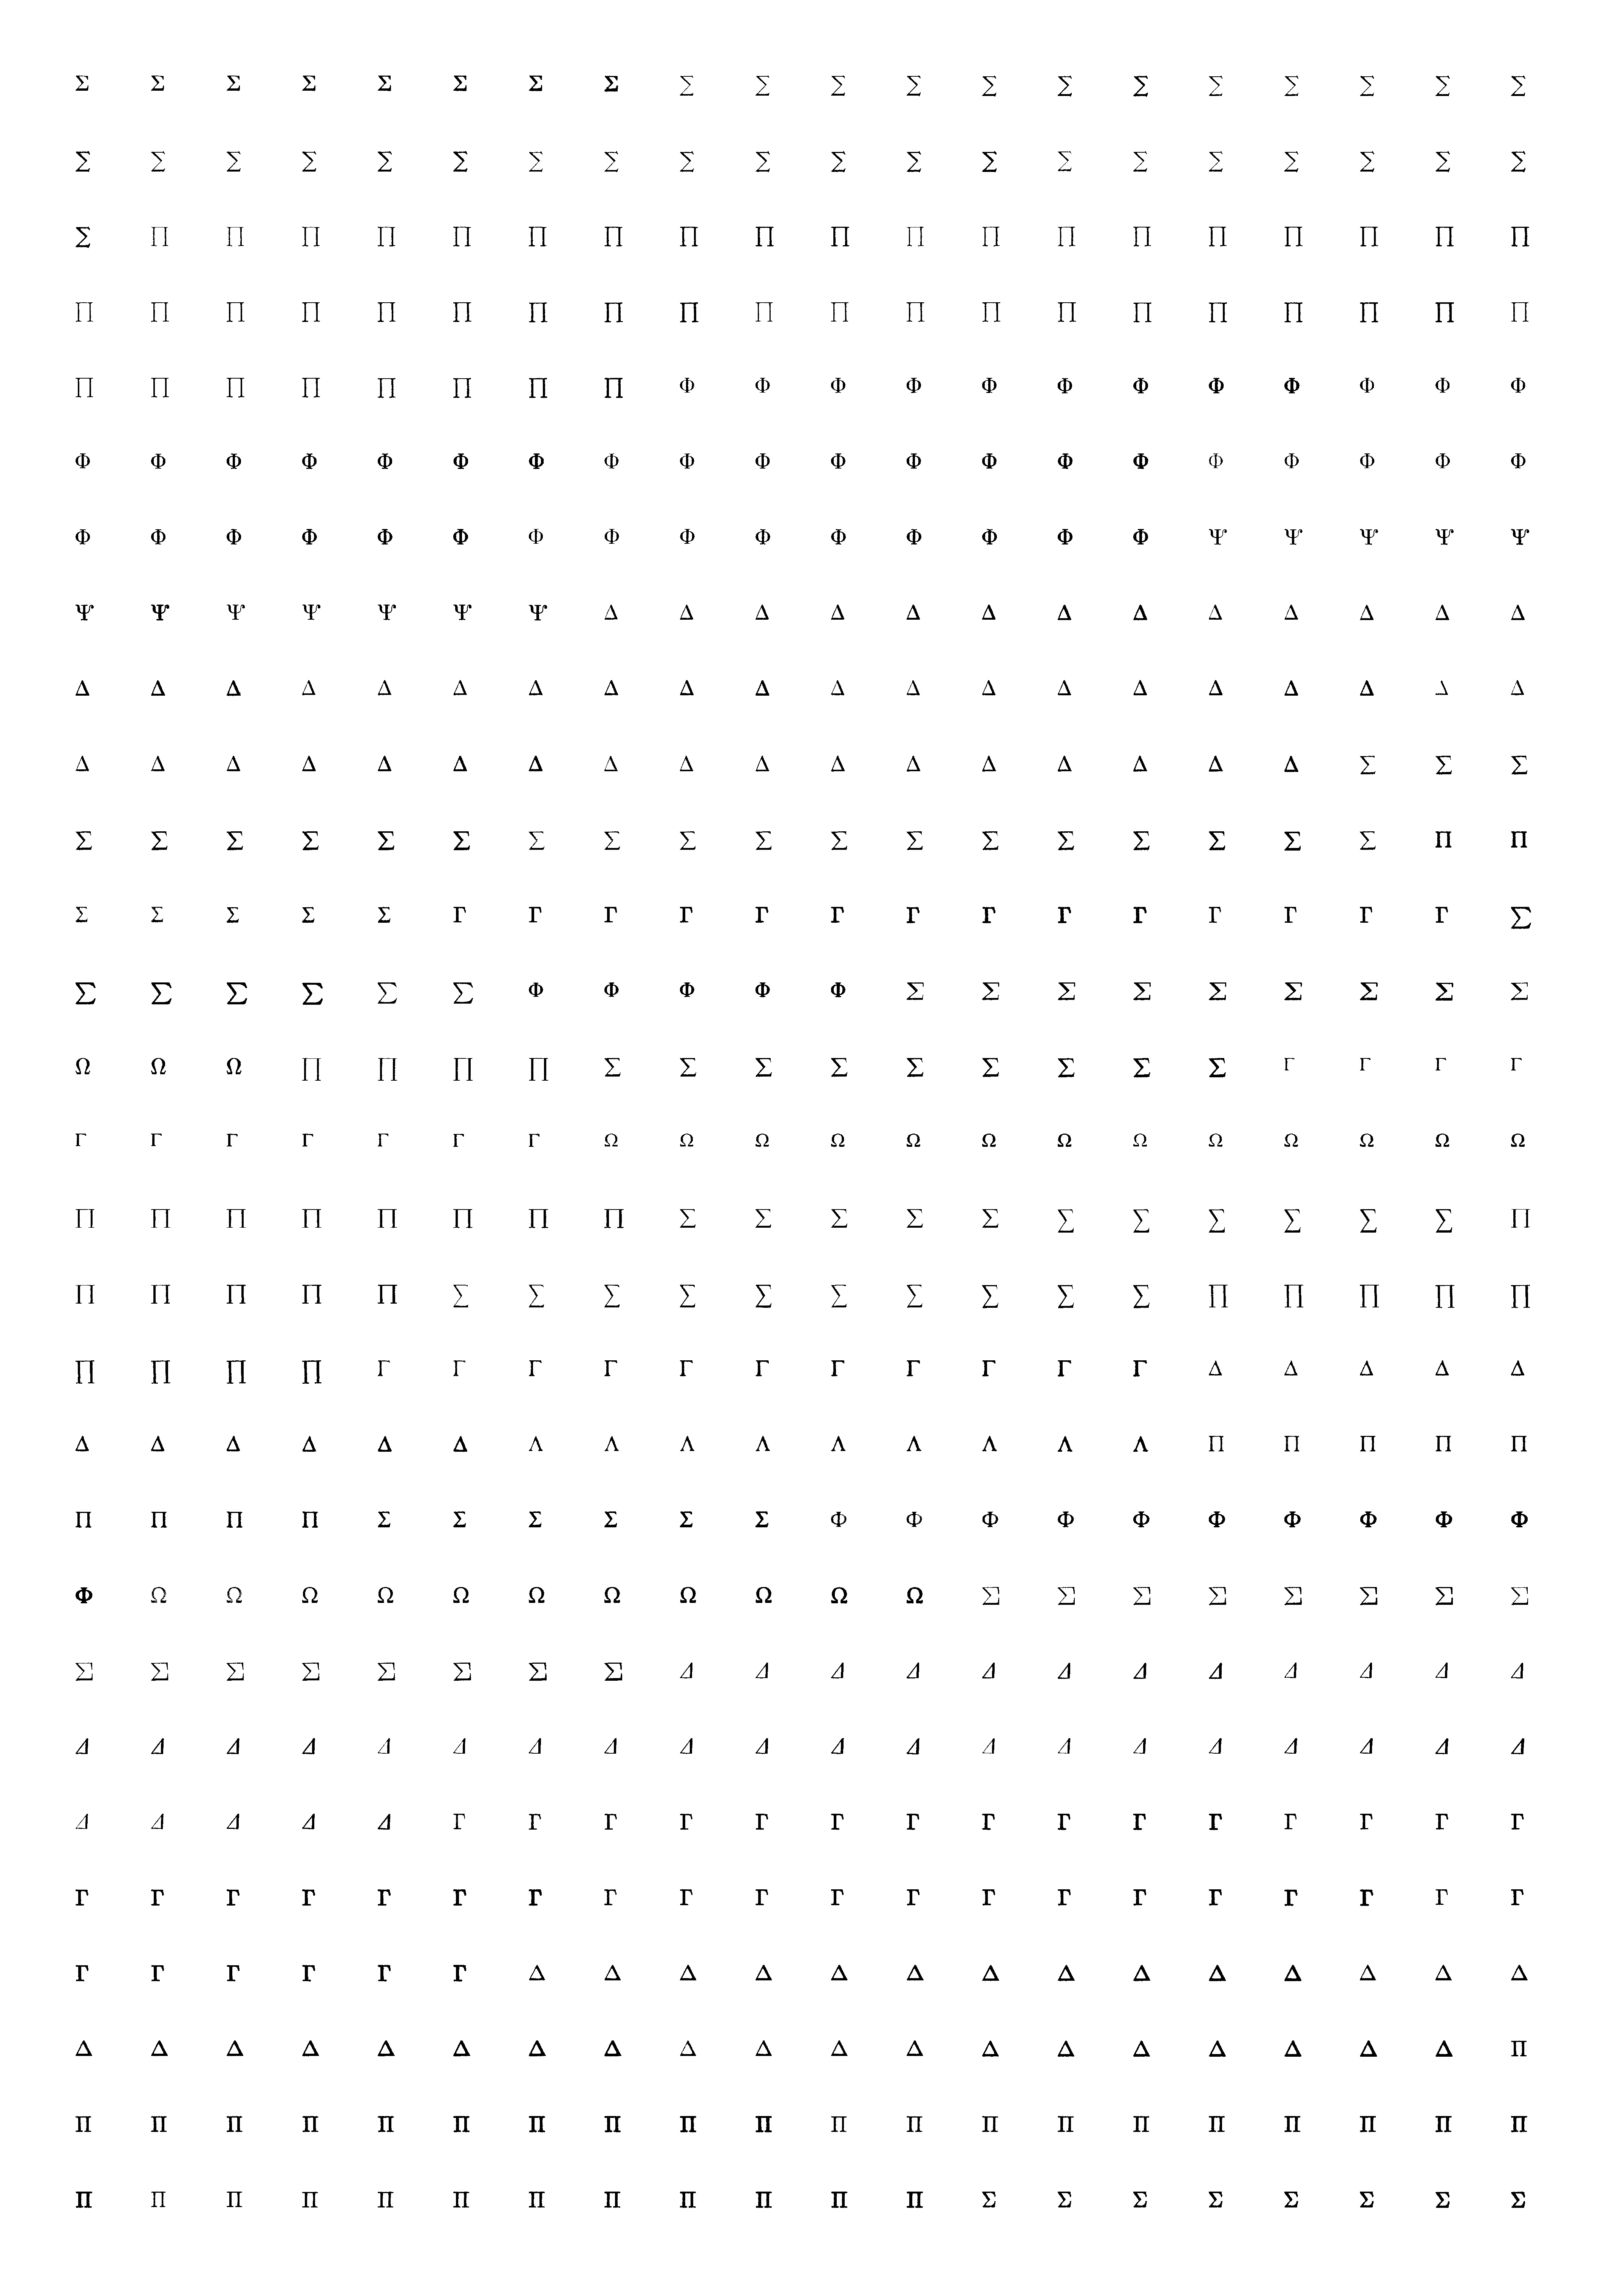 Σ Σ Σ Σ Σ Σ Σ Σ Σ Σ Σ Σ Σ Σ Σ Σ Σ Σ Σ Σ
Σ Σ Σ Σ Σ Σ Σ Σ Σ Σ Σ Σ Σ Σ Σ Σ Σ Σ Σ Σ
Σ Π Π Π Π Π Π Π Π Π Π Π Π Π Π Π Π Π Π Π
Π Π Π Π Π Π Π Π Π Π Π Π Π Π Π Π Π Π Π Π
Π Π Π Π Π Π Π Π Φ Φ Φ Φ Φ Φ Φ Φ Φ Φ Φ Φ
Φ Φ Φ Φ Φ Φ Φ Φ Φ Φ Φ Φ Φ Φ Φ Φ Φ Φ Φ Φ
Φ Φ Φ Φ Φ Φ Φ Φ Φ Φ Φ Φ Φ Φ Φ Ψ Ψ Ψ Ψ Ψ
Ψ Ψ Ψ Ψ Ψ Ψ Ψ Δ Δ Δ Δ Δ Δ Δ Δ Δ Δ Δ Δ Δ
Δ Δ Δ Δ Δ Δ Δ Δ Δ Δ Δ Δ Δ Δ Δ Δ Δ Δ Δ Δ
Δ Δ Δ Δ Δ Δ Δ Δ Δ Δ Δ Δ Δ Δ Δ Δ Δ Σ Σ Σ
Σ Σ Σ Σ Σ Σ Σ Σ Σ Σ Σ Σ Σ Σ Σ Σ Σ Σ Π Π
Σ Σ Σ Σ Σ Γ Γ Γ Γ Γ Γ Γ Γ Γ Γ Γ Γ Γ Γ Σ
Σ Σ Σ Σ Σ Σ Φ Φ Φ Φ Φ Σ Σ Σ Σ Σ Σ Σ Σ Σ
Ω Ω Ω Π Π Π Π Σ Σ Σ Σ Σ Σ Σ Σ Σ Γ Γ Γ Γ
Γ Γ Γ Γ Γ Γ Γ Ω Ω Ω Ω Ω Ω Ω Ω Ω Ω Ω Ω Ω
Π Π Π Π Π Π Π Π Σ Σ Σ Σ Σ Σ Σ Σ Σ Σ Σ Π
Π Π Π Π Π Σ Σ Σ Σ Σ Σ Σ Σ Σ Σ Π Π Π Π Π
Π Π Π Π Γ Γ Γ Γ Γ Γ Γ Γ Γ Γ Γ Δ Δ Δ Δ Δ
Δ Δ Δ Δ Δ Δ Λ Λ Λ Λ Λ Λ Λ Λ Λ Π Π Π Π Π
Π Π Π Π Σ Σ Σ Σ Σ Σ Φ Φ Φ Φ Φ Φ Φ Φ Φ Φ
Φ Ω Ω Ω Ω Ω Ω Ω Ω Ω Ω Ω Σ Σ Σ Σ Σ Σ Σ Σ
Σ Σ Σ Σ Σ Σ Σ Σ Δ Δ Δ Δ Δ Δ Δ Δ Δ Δ Δ Δ
Δ Δ Δ Δ Δ Δ Δ Δ Δ Δ Δ Δ Δ Δ Δ Δ Δ Δ Δ Δ
Δ Δ Δ Δ Δ Γ Γ Γ Γ Γ Γ Γ Γ Γ Γ Γ Γ Γ Γ Γ
Γ Γ Γ Γ Γ Γ Γ Γ Γ Γ Γ Γ Γ Γ Γ Γ Γ Γ Γ Γ
Γ Γ Γ Γ Γ Γ Δ Δ Δ Δ Δ Δ Δ Δ Δ Δ Δ Δ Δ Δ
Δ Δ Δ Δ Δ Δ Δ Δ Δ Δ Δ Δ Δ Δ Δ Δ Δ Δ Δ Π
Π Π Π Π Π Π Π Π Π Π Π Π Π Π Π Π Π Π Π Π
Π Π Π Π Π Π Π Π Π Π Π Π Σ Σ Σ Σ Σ Σ Σ Σ